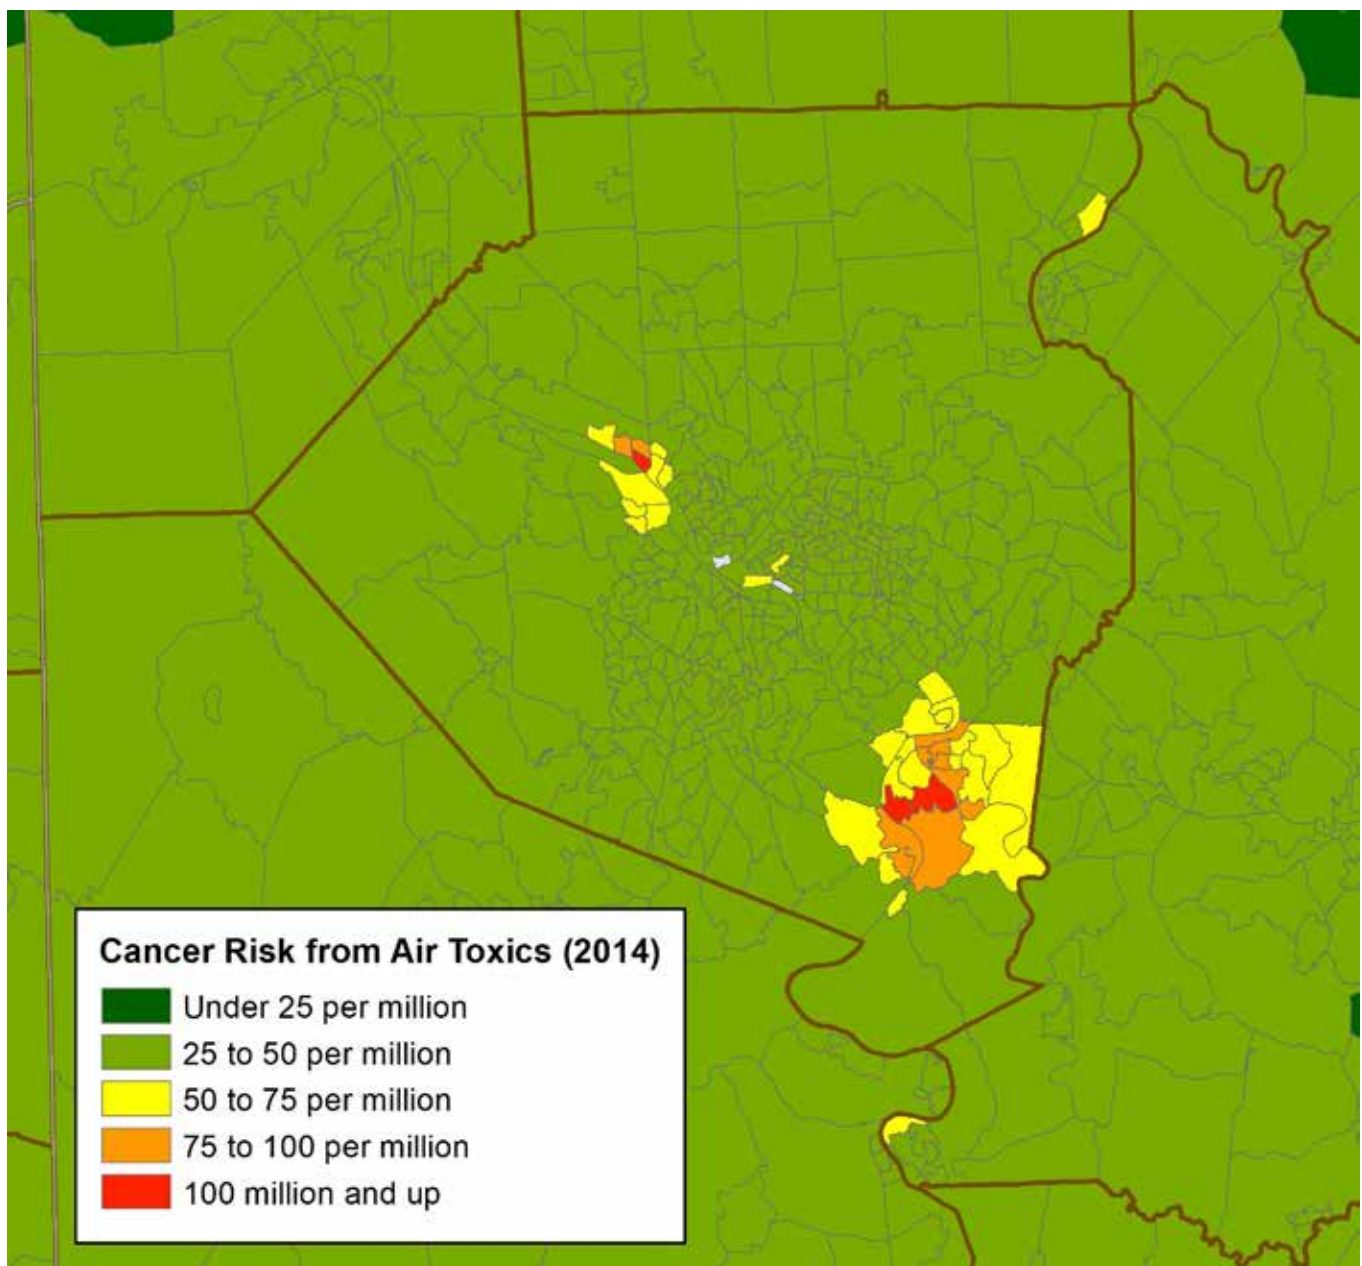 Cancer Risk from Air Toxics (2014)
Under 25 per million
25 to 50 per million
50 to 75 per million
75 to 100 per million
100 million and up